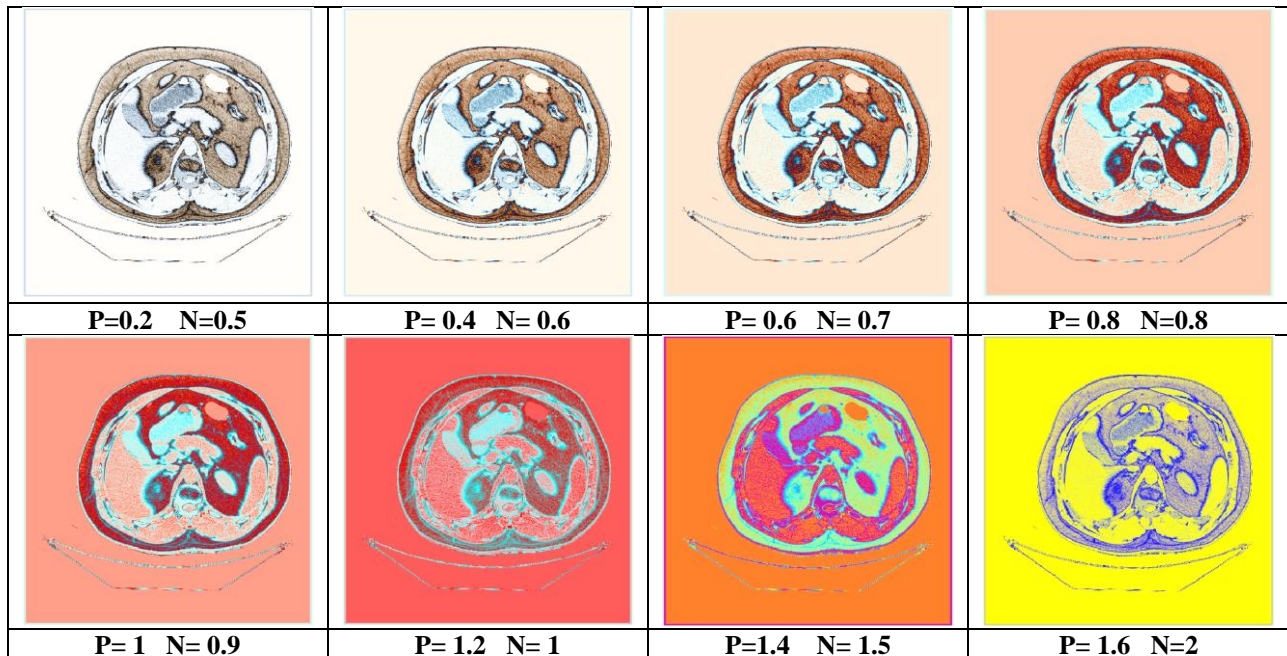 P=0.2 N=0.5
P= 0.4 N= 0.6
P= 0.6 N= 0.7
P= 0.8 N=0.8
P= 1 N= 0.9
P= 1.2 N= 1
P=1.4 N= 1.5
P= 1.6 N=2